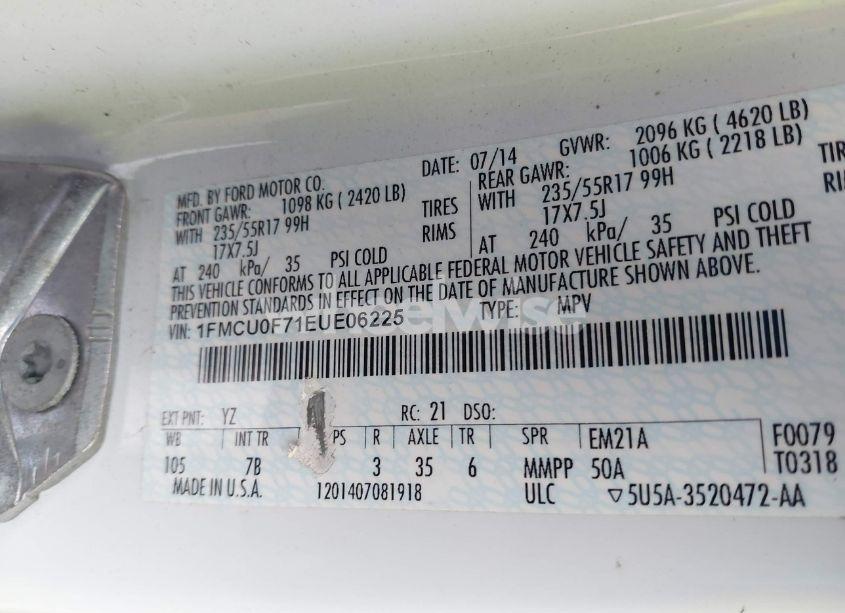 MFD. BY FORD MOTOR CO. DATE: 07/14 GVWR: 2096 KG ( 4620 LB)
FRONT GAWR: 1098 KG ( 2420 LB) REAR GAWR: 1006 KG ( 2218 LB)
WITH 235/55R17 99H TIRES WITH 235/55R17 99H TIR
17X7.5J RIMS 17X7.5J RI
AT 240 kPa/ 35 PSI COLD AT 240 kPa/ 35 PSI COLD
THIS VEHICLE CONFORMS TO ALL APPLICABLE FEDERAL MOTOR VEHICLE SAFETY AND THEFT
PREVENTION STANDARDS IN EFFECT ON THE DATE OF MANUFACTURE SHOWN ABOVE.
VIN: 1FMCU0F71EUE06225 TYPE: MPV
EXT PNT: YZ RC: 21 DSO:
WB INT TR PS R AXLE TR SPR EM21A F0079
105 7B 3 35 6 MMPP 50A T0318
MADE IN U.S.A. 1201407081918 ULC ▽5U5A-3520472-AA